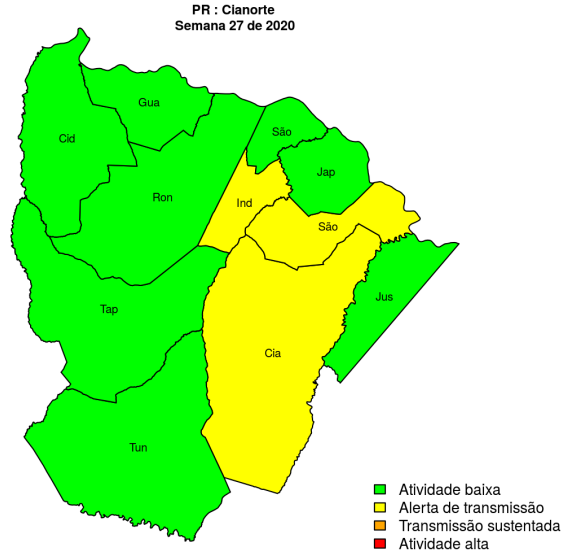 PR : Cianorte
Semana 27 de 2020
Gua
São
Cid
Jap
Ron
Ind
São
Jus
Tap
Cia
Tun
Atividade baixa
Alerta de transmissão
Transmissão sustentada
Atividade alta